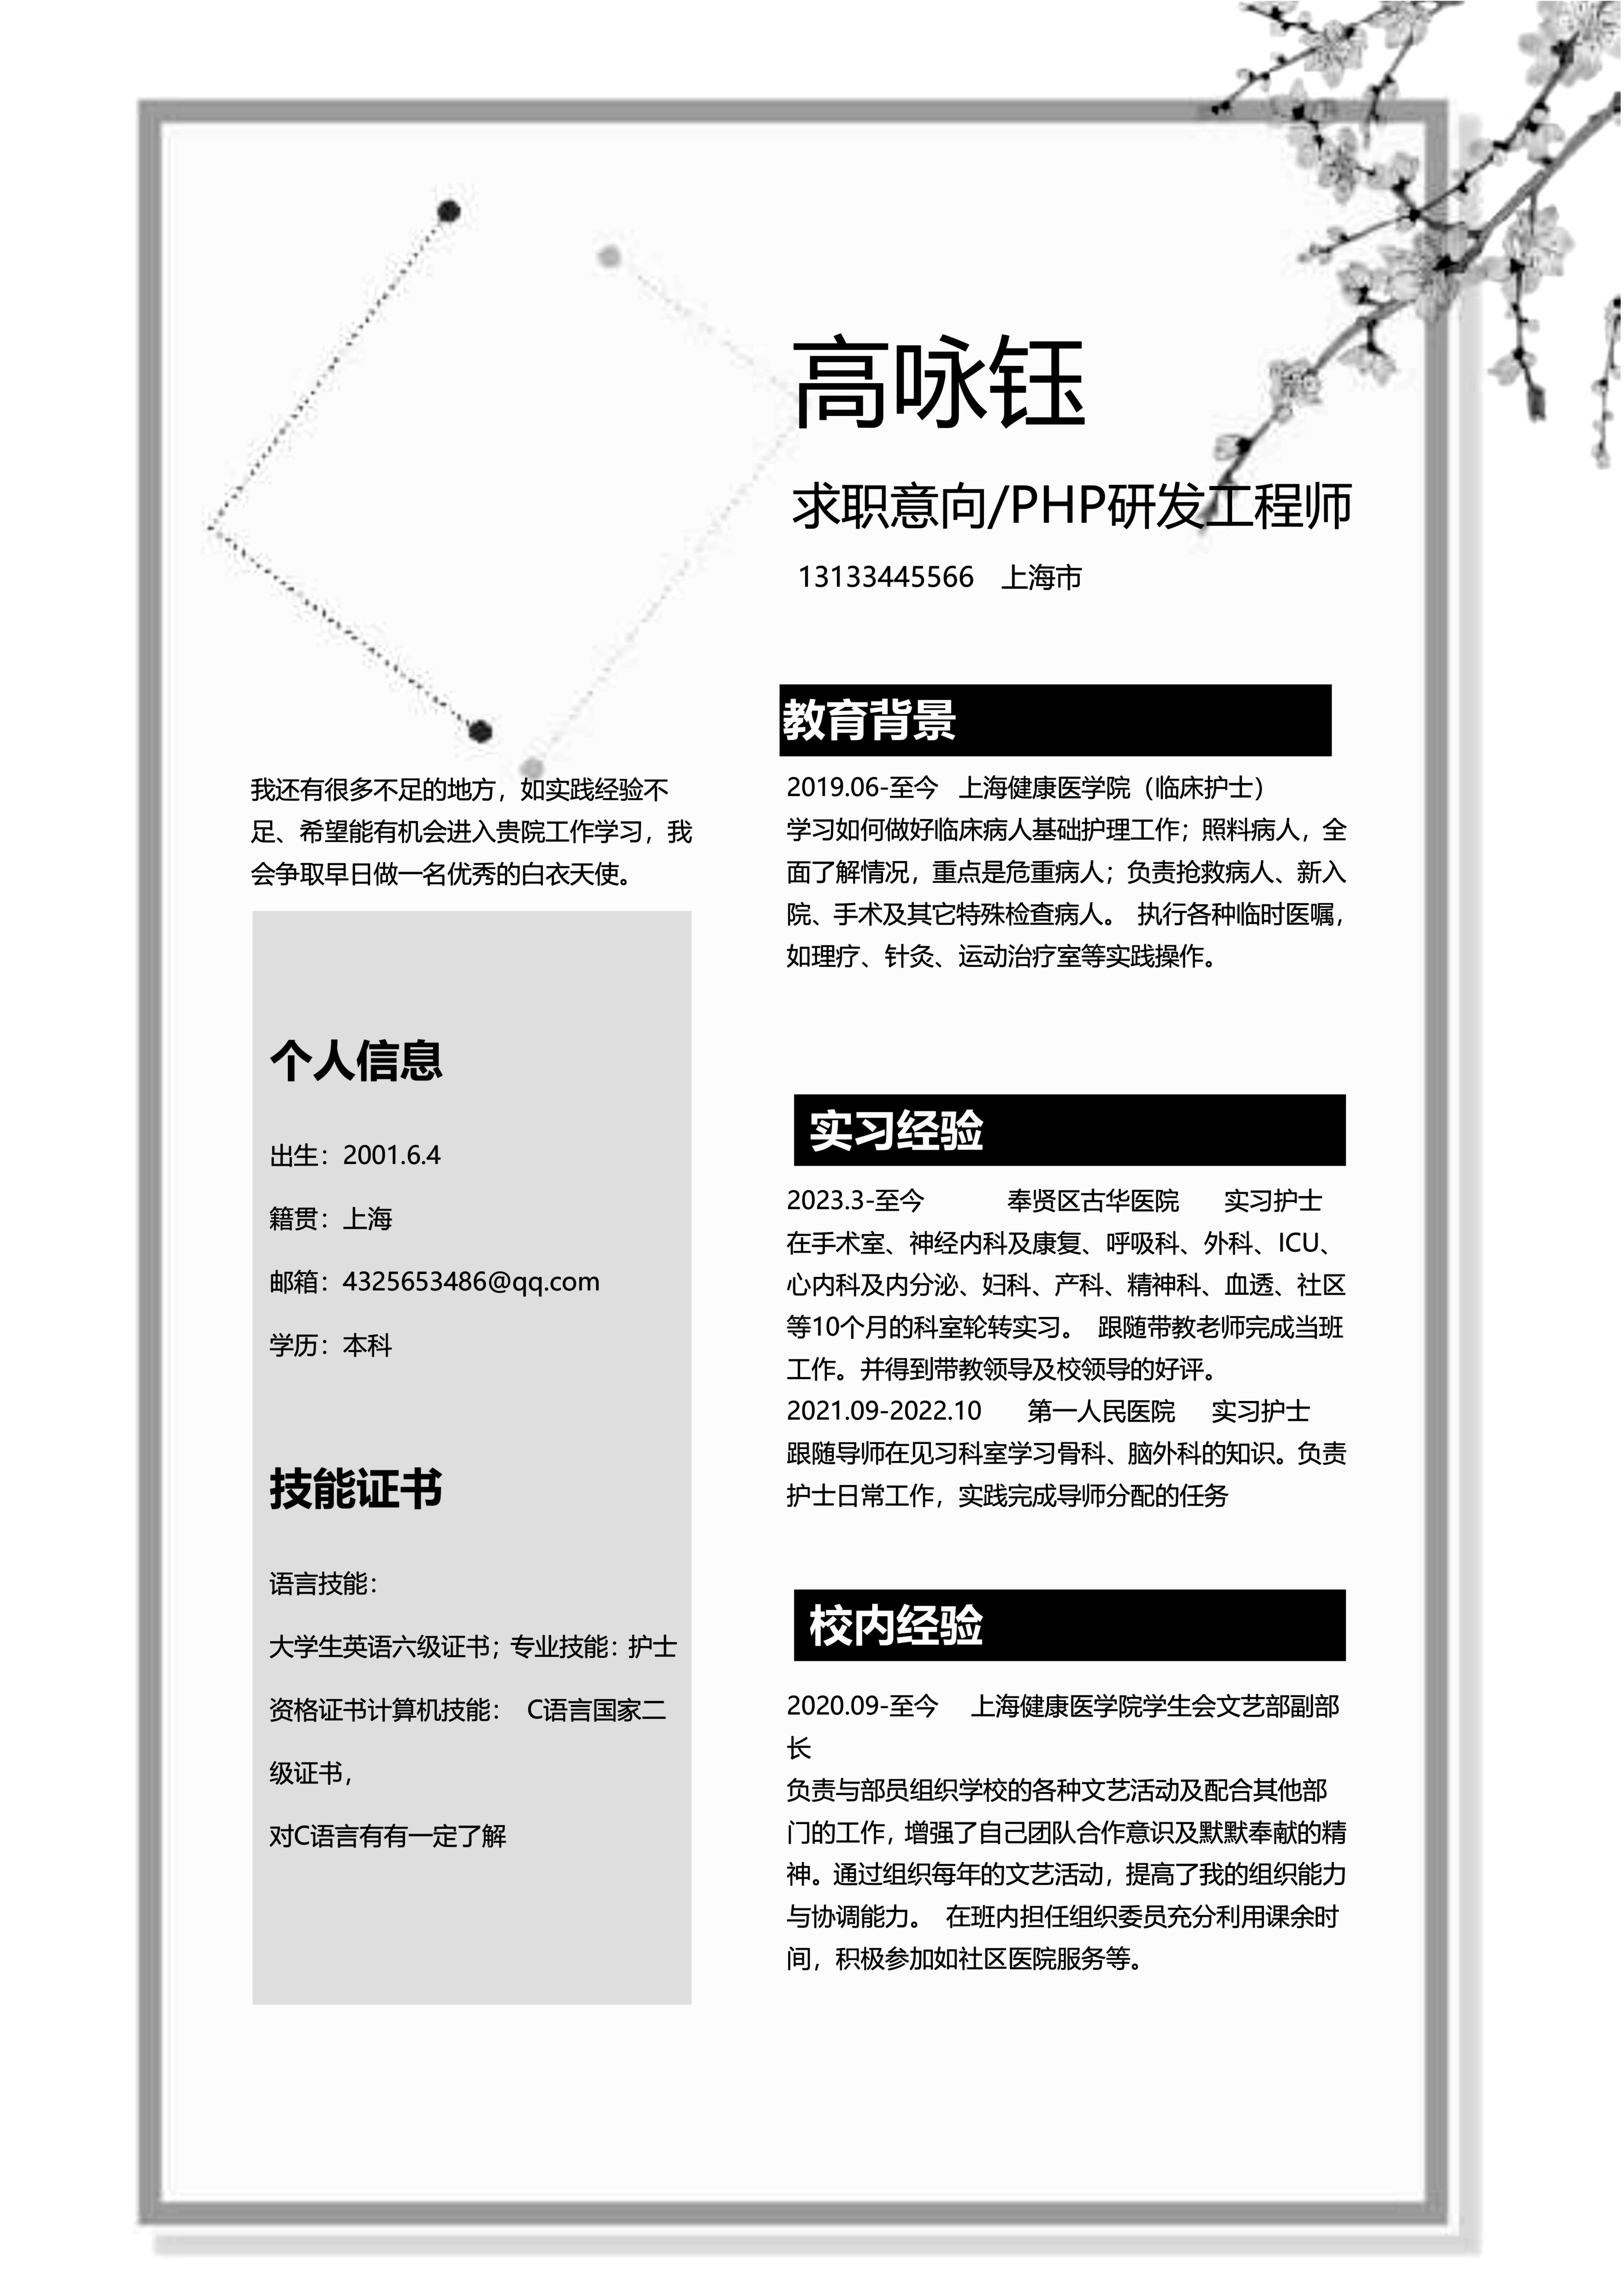 高咏钰
求职意向/PHP研发工程师
13133445566 上海市
我还有很多不足的地方，如实践经验不
足、希望能有机会进入贵院工作学习，我
会争取早日做一名优秀的白衣天使。
个人信息
出生：2001.6.4
籍贯：上海
邮箱：4325653486@qq.com
学历：本科
技能证书
语言技能：
大学生英语六级证书；专业技能：护士
资格证书计算机技能： C语言国家二
级证书，
对C语言有有一定了解
教育背景
2019.06-至今 上海健康医学院（临床护士）
学习如何做好临床病人基础护理工作；照料病人，全
面了解情况，重点是危重病人；负责抢救病人、新入
院、手术及其它特殊检查病人。 执行各种临时医嘱，
如理疗、针灸、运动治疗室等实践操作。
实习经验
2023.3-至今 奉贤区古华医院 实习护士
在手术室、神经内科及康复、呼吸科、外科、ICU、
心内科及内分泌、妇科、产科、精神科、血透、社区
等10个月的科室轮转实习。 跟随带教老师完成当班
工作。并得到带教领导及校领导的好评。
2021.09-2022.10 第一人民医院 实习护士
跟随导师在见习科室学习骨科、脑外科的知识。负责
护士日常工作，实践完成导师分配的任务
校内经验
2020.09-至今 上海健康医学院学生会文艺部副部
长
负责与部员组织学校的各种文艺活动及配合其他部
门的工作，增强了自己团队合作意识及默默奉献的精
神。通过组织每年的文艺活动，提高了我的组织能力
与协调能力。 在班内担任组织委员充分利用课余时
间，积极参加如社区医院服务等。